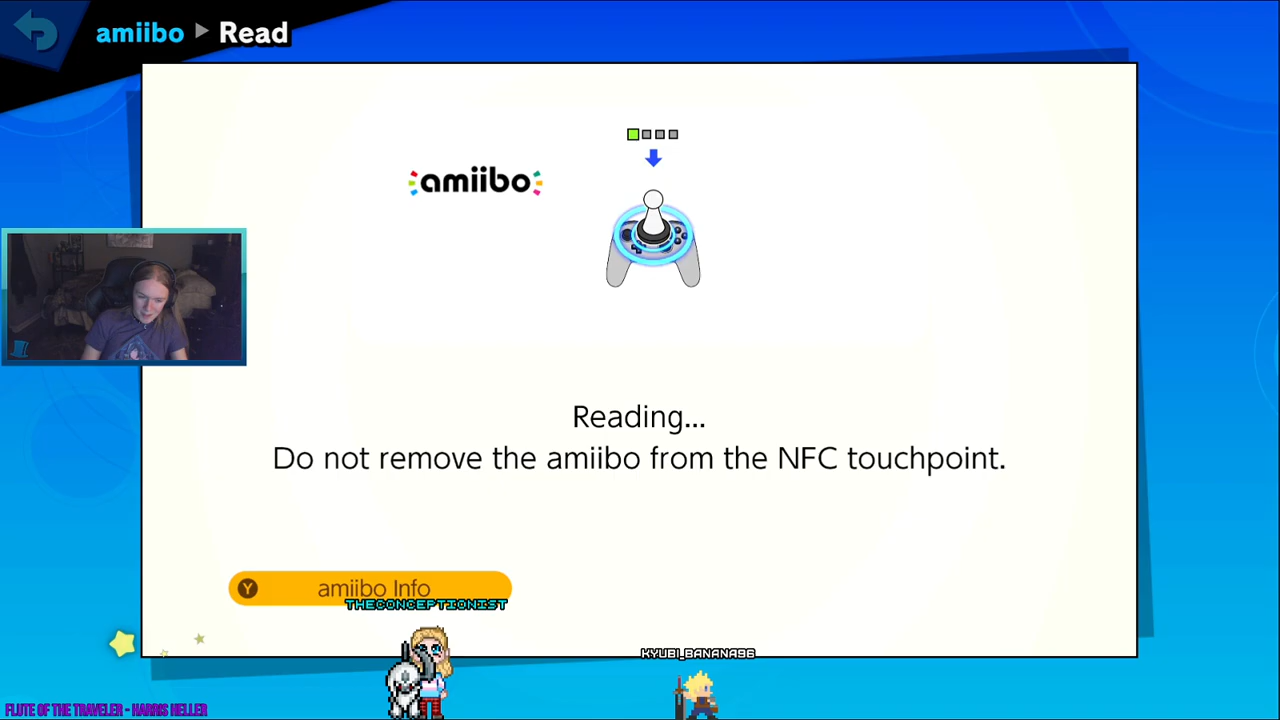 amiibo ▶ Read
amiibo
Reading...
Do not remove the amiibo from the NFC touchpoint.
Y amiibo Info
THECONCEPTIONIST
KYUBI_BANANA96
FLUTE OF THE TRAVELER - HARRIS HELLER